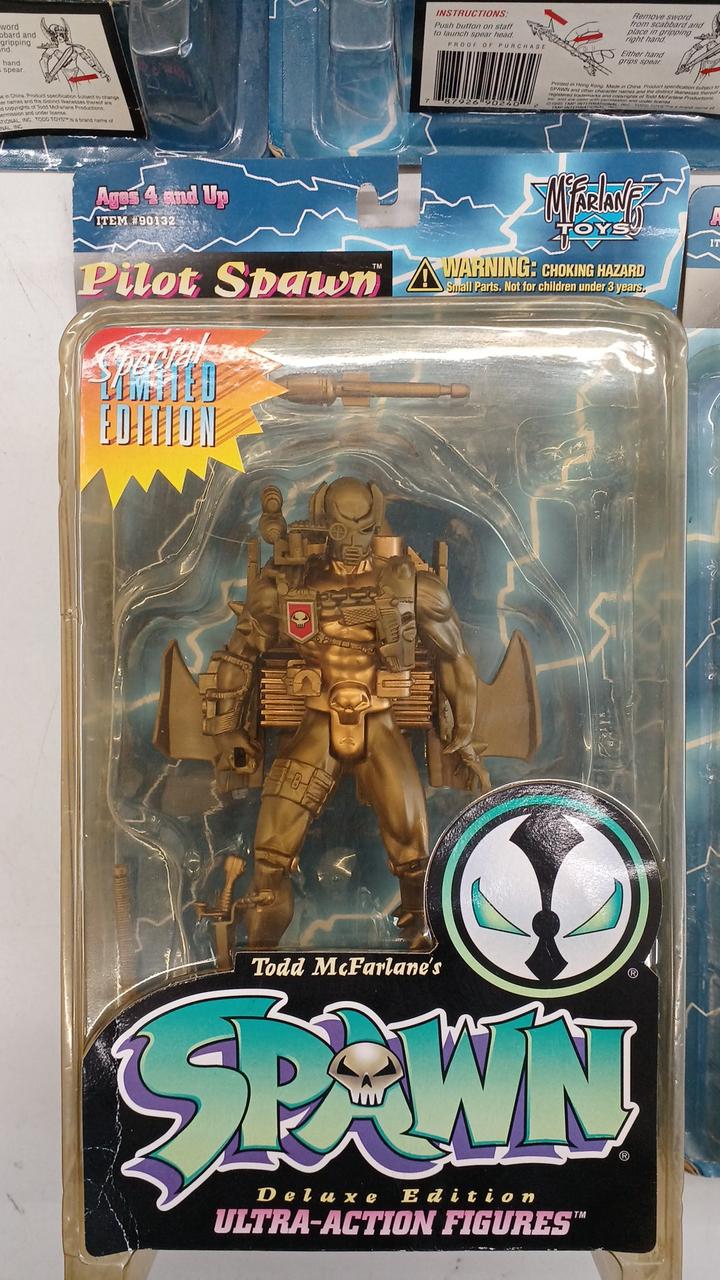 INSTRUCTIONS:
Push button on staff
to launch spear head.
PROOF OF PURCHASE
Remove sword
from scabbard and
place in gripping
right hand.
Either hand
grips spear.
Ages 4 and Up
ITEM #90132
McFARLANE
TOYS
Pilot Spawn™
WARNING: CHOKING HAZARD
Small Parts. Not for children under 3 years.
Special
LIMITED
EDITION
Todd McFarlane's
SPAWN®
Deluxe Edition
ULTRA-ACTION FIGURES™